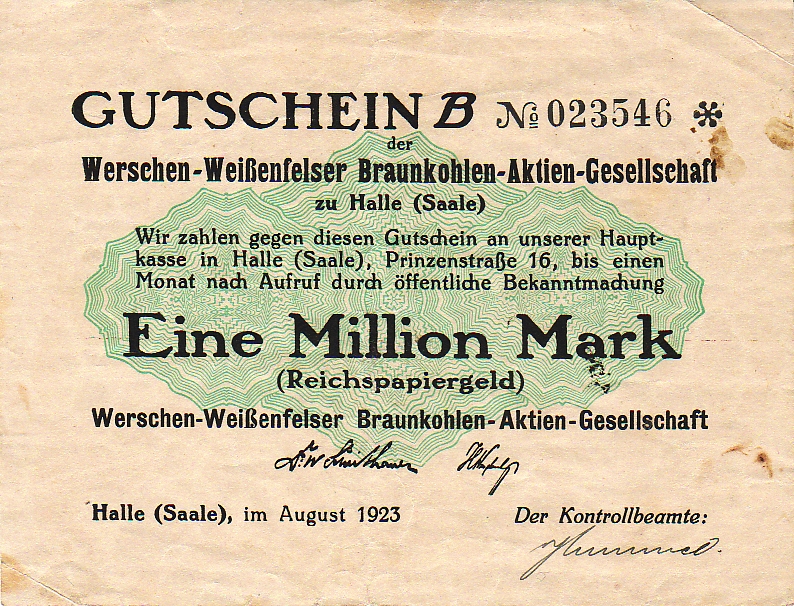 GUTSCHEIN B № 023546 *
der
Werschen-Weißenfelser Braunkohlen-Aktien-Gesellschaft
zu Halle (Saale)
Wir zahlen gegen diesen Gutschein an unserer Haupt-
kasse in Halle (Saale), Prinzenstraße 16, bis einen
Monat nach Aufruf durch öffentliche Bekanntmachung
Eine Million Mark
(Reichspapiergeld)
Werschen-Weißenfelser Braunkohlen-Aktien-Gesellschaft
Halle (Saale), im August 1923
Der Kontrollbeamte: